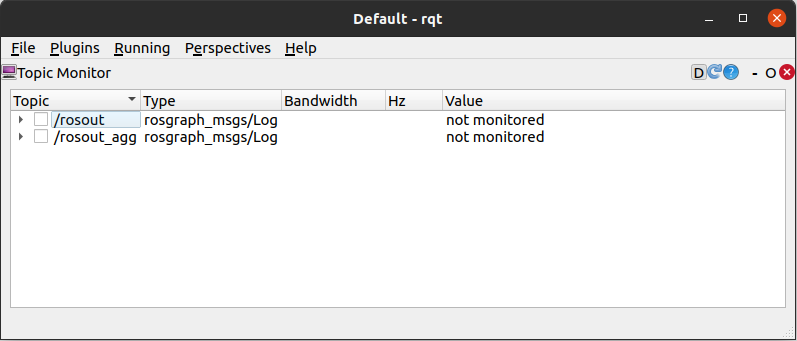 Default - rqt
File Plugins Running Perspectives Help
Topic Monitor D ? - O
Topic Type Bandwidth Hz Value
/rosout rosgraph_msgs/Log not monitored
/rosout_agg rosgraph_msgs/Log not monitored